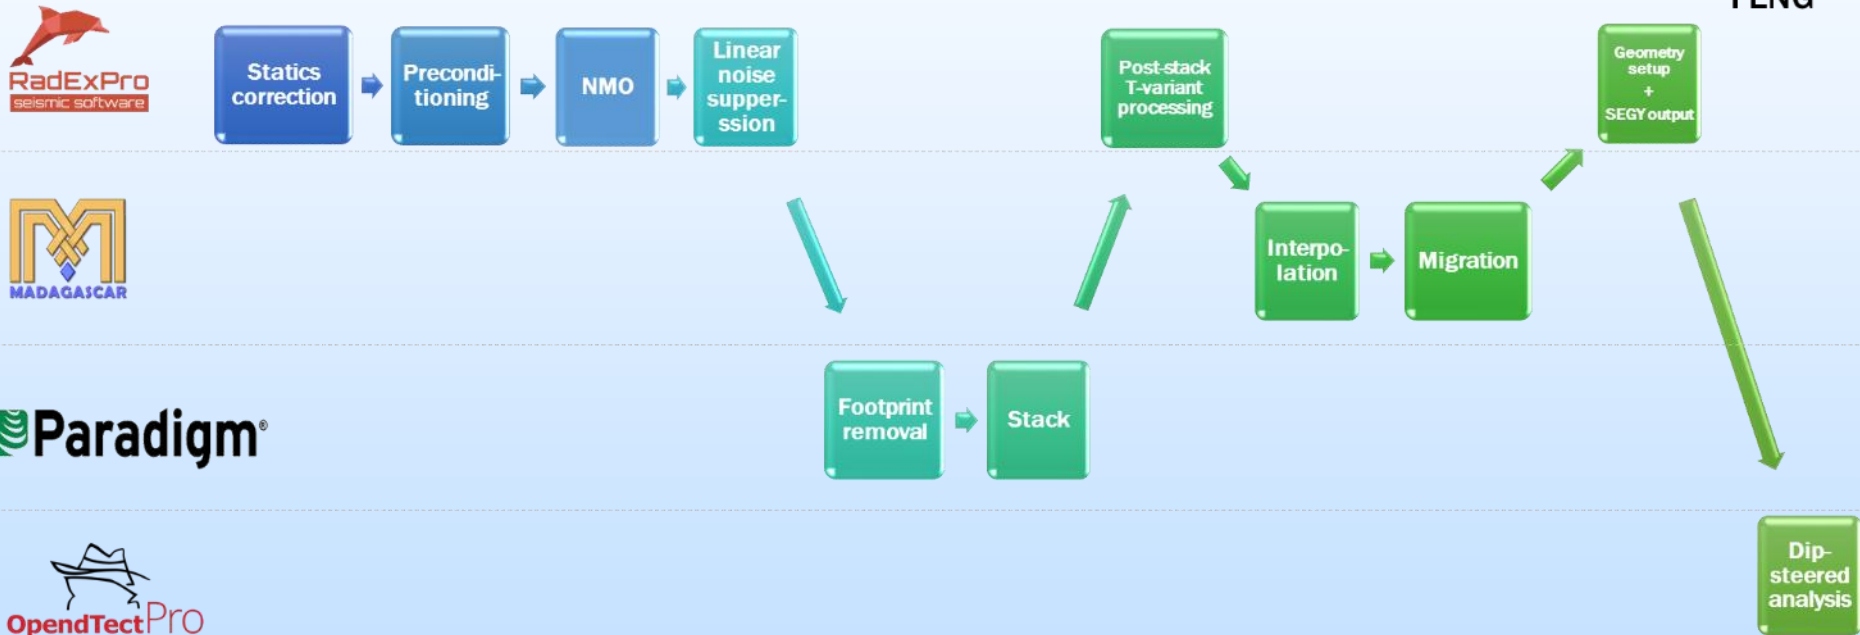 RadExPro
seismic software
Statics
correction
Precondi-
tioning
NMO
Linear
noise
supper-
ssion
Post-stack
T-variant
processing
Geometry
setup
+
SEGY output
MADAGASCAR
Interpo-
lation
Migration
Paradigm®
Footprint
removal
Stack
OpendTect Pro
Dip-
steered
analysis